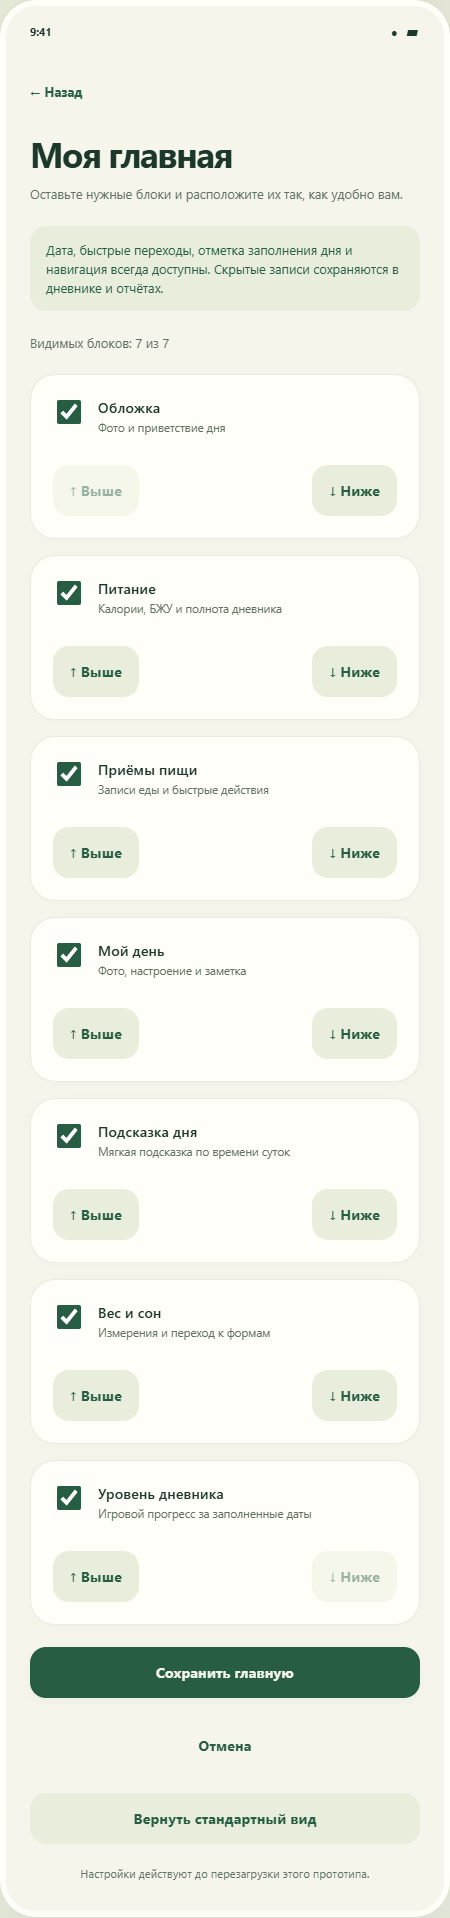 9:41
← Назад
Моя главная
Оставьте нужные блоки и расположите их так, как удобно вам.
Дата, быстрые переходы, отметка заполнения дня и
навигация всегда доступны. Скрытые записи сохраняются в
дневнике и отчётах.
Видимых блоков: 7 из 7
Обложка
Фото и приветствие дня
↑ Выше ↓ Ниже
Питание
Калории, БЖУ и полнота дневника
↑ Выше ↓ Ниже
Приёмы пищи
Записи еды и быстрые действия
↑ Выше ↓ Ниже
Мой день
Фото, настроение и заметка
↑ Выше ↓ Ниже
Подсказка дня
Мягкая подсказка по времени суток
↑ Выше ↓ Ниже
Вес и сон
Измерения и переход к формам
↑ Выше ↓ Ниже
Уровень дневника
Игровой прогресс за заполненные даты
↑ Выше ↓ Ниже
Сохранить главную
Отмена
Вернуть стандартный вид
Настройки действуют до перезагрузки этого прототипа.